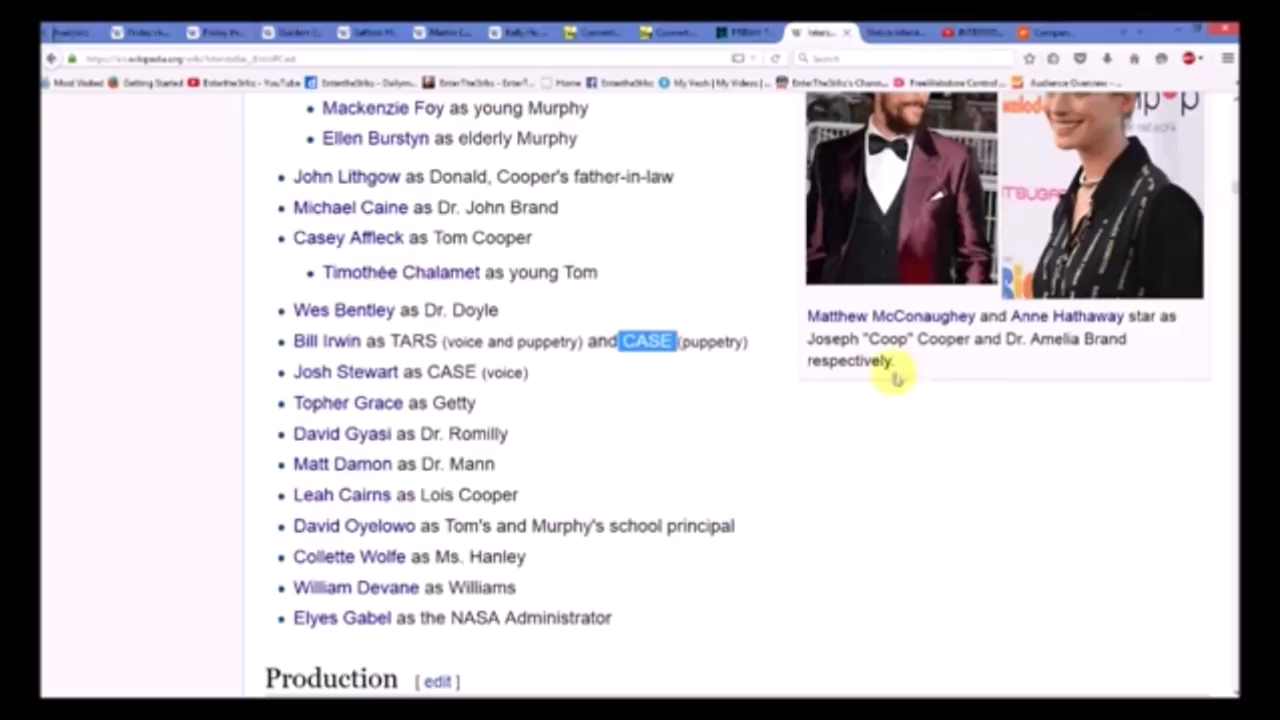 Search
Most Visited
Getting Started
EntertheStarz - YouTube
Home
Mackenzie Foy as young Murphy
Ellen Burstyn as elderly Murphy
John Lithgow as Donald, Cooper's father-in-law
Michael Caine as Dr. John Brand
Casey Affleck as Tom Cooper
Timothée Chalamet as young Tom
Wes Bentley as Dr. Doyle
Bill Irwin as TARS (voice and puppetry) and CASE (puppetry)
Josh Stewart as CASE (voice)
Topher Grace as Getty
David Gyasi as Dr. Romilly
Matt Damon as Dr. Mann
Leah Cairns as Lois Cooper
David Oyelowo as Tom's and Murphy's school principal
Collette Wolfe as Ms. Hanley
William Devane as Williams
Elyes Gabel as the NASA Administrator
Matthew McConaughey and Anne Hathaway star as
Joseph "Coop" Cooper and Dr. Amelia Brand
respectively.
Production [ edit ]